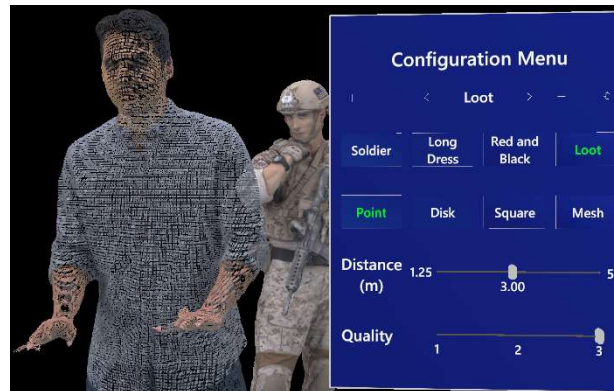 Configuration Menu
< Loot > –
Soldier
Long
Dress
Red and
Black
Loot
Point
Disk
Square
Mesh
Distance
(m)
1.25
5
3.00
Quality
1
2
3